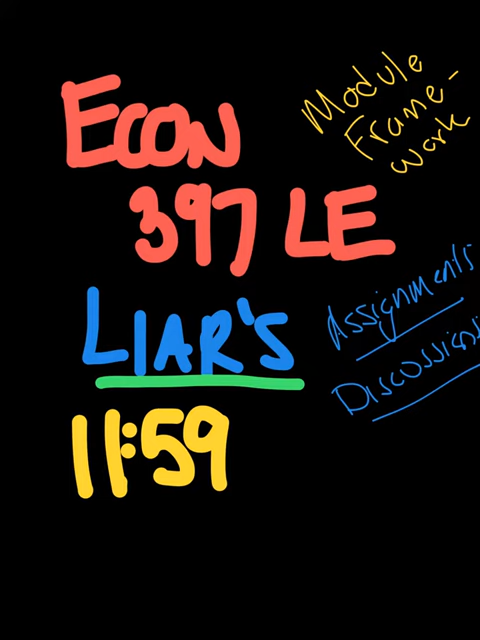 Econ
397 LE
LIAR'S
11:59
Module
Frame-
work
Assignments
Discussions